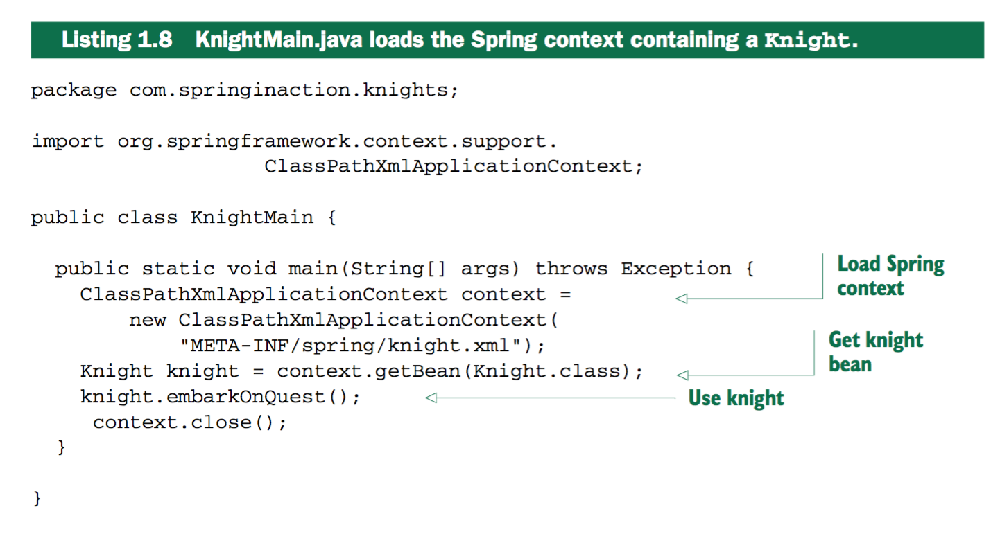 Listing 1.8 KnightMain.java loads the Spring context containing a Knight.
package com.springinaction.knights;
import org.springframework.context.support.
ClassPathXmlApplicationContext;
public class KnightMain {
public static void main(String[] args) throws Exception {
Load Spring
context
ClassPathXmlApplicationContext context =
new ClassPathXmlApplicationContext(
"META-INF/spring/knight.xml");
Get knight
bean
Knight knight = context.getBean(Knight.class);
knight.embarkOnQuest();
Use knight
context.close();
}
}